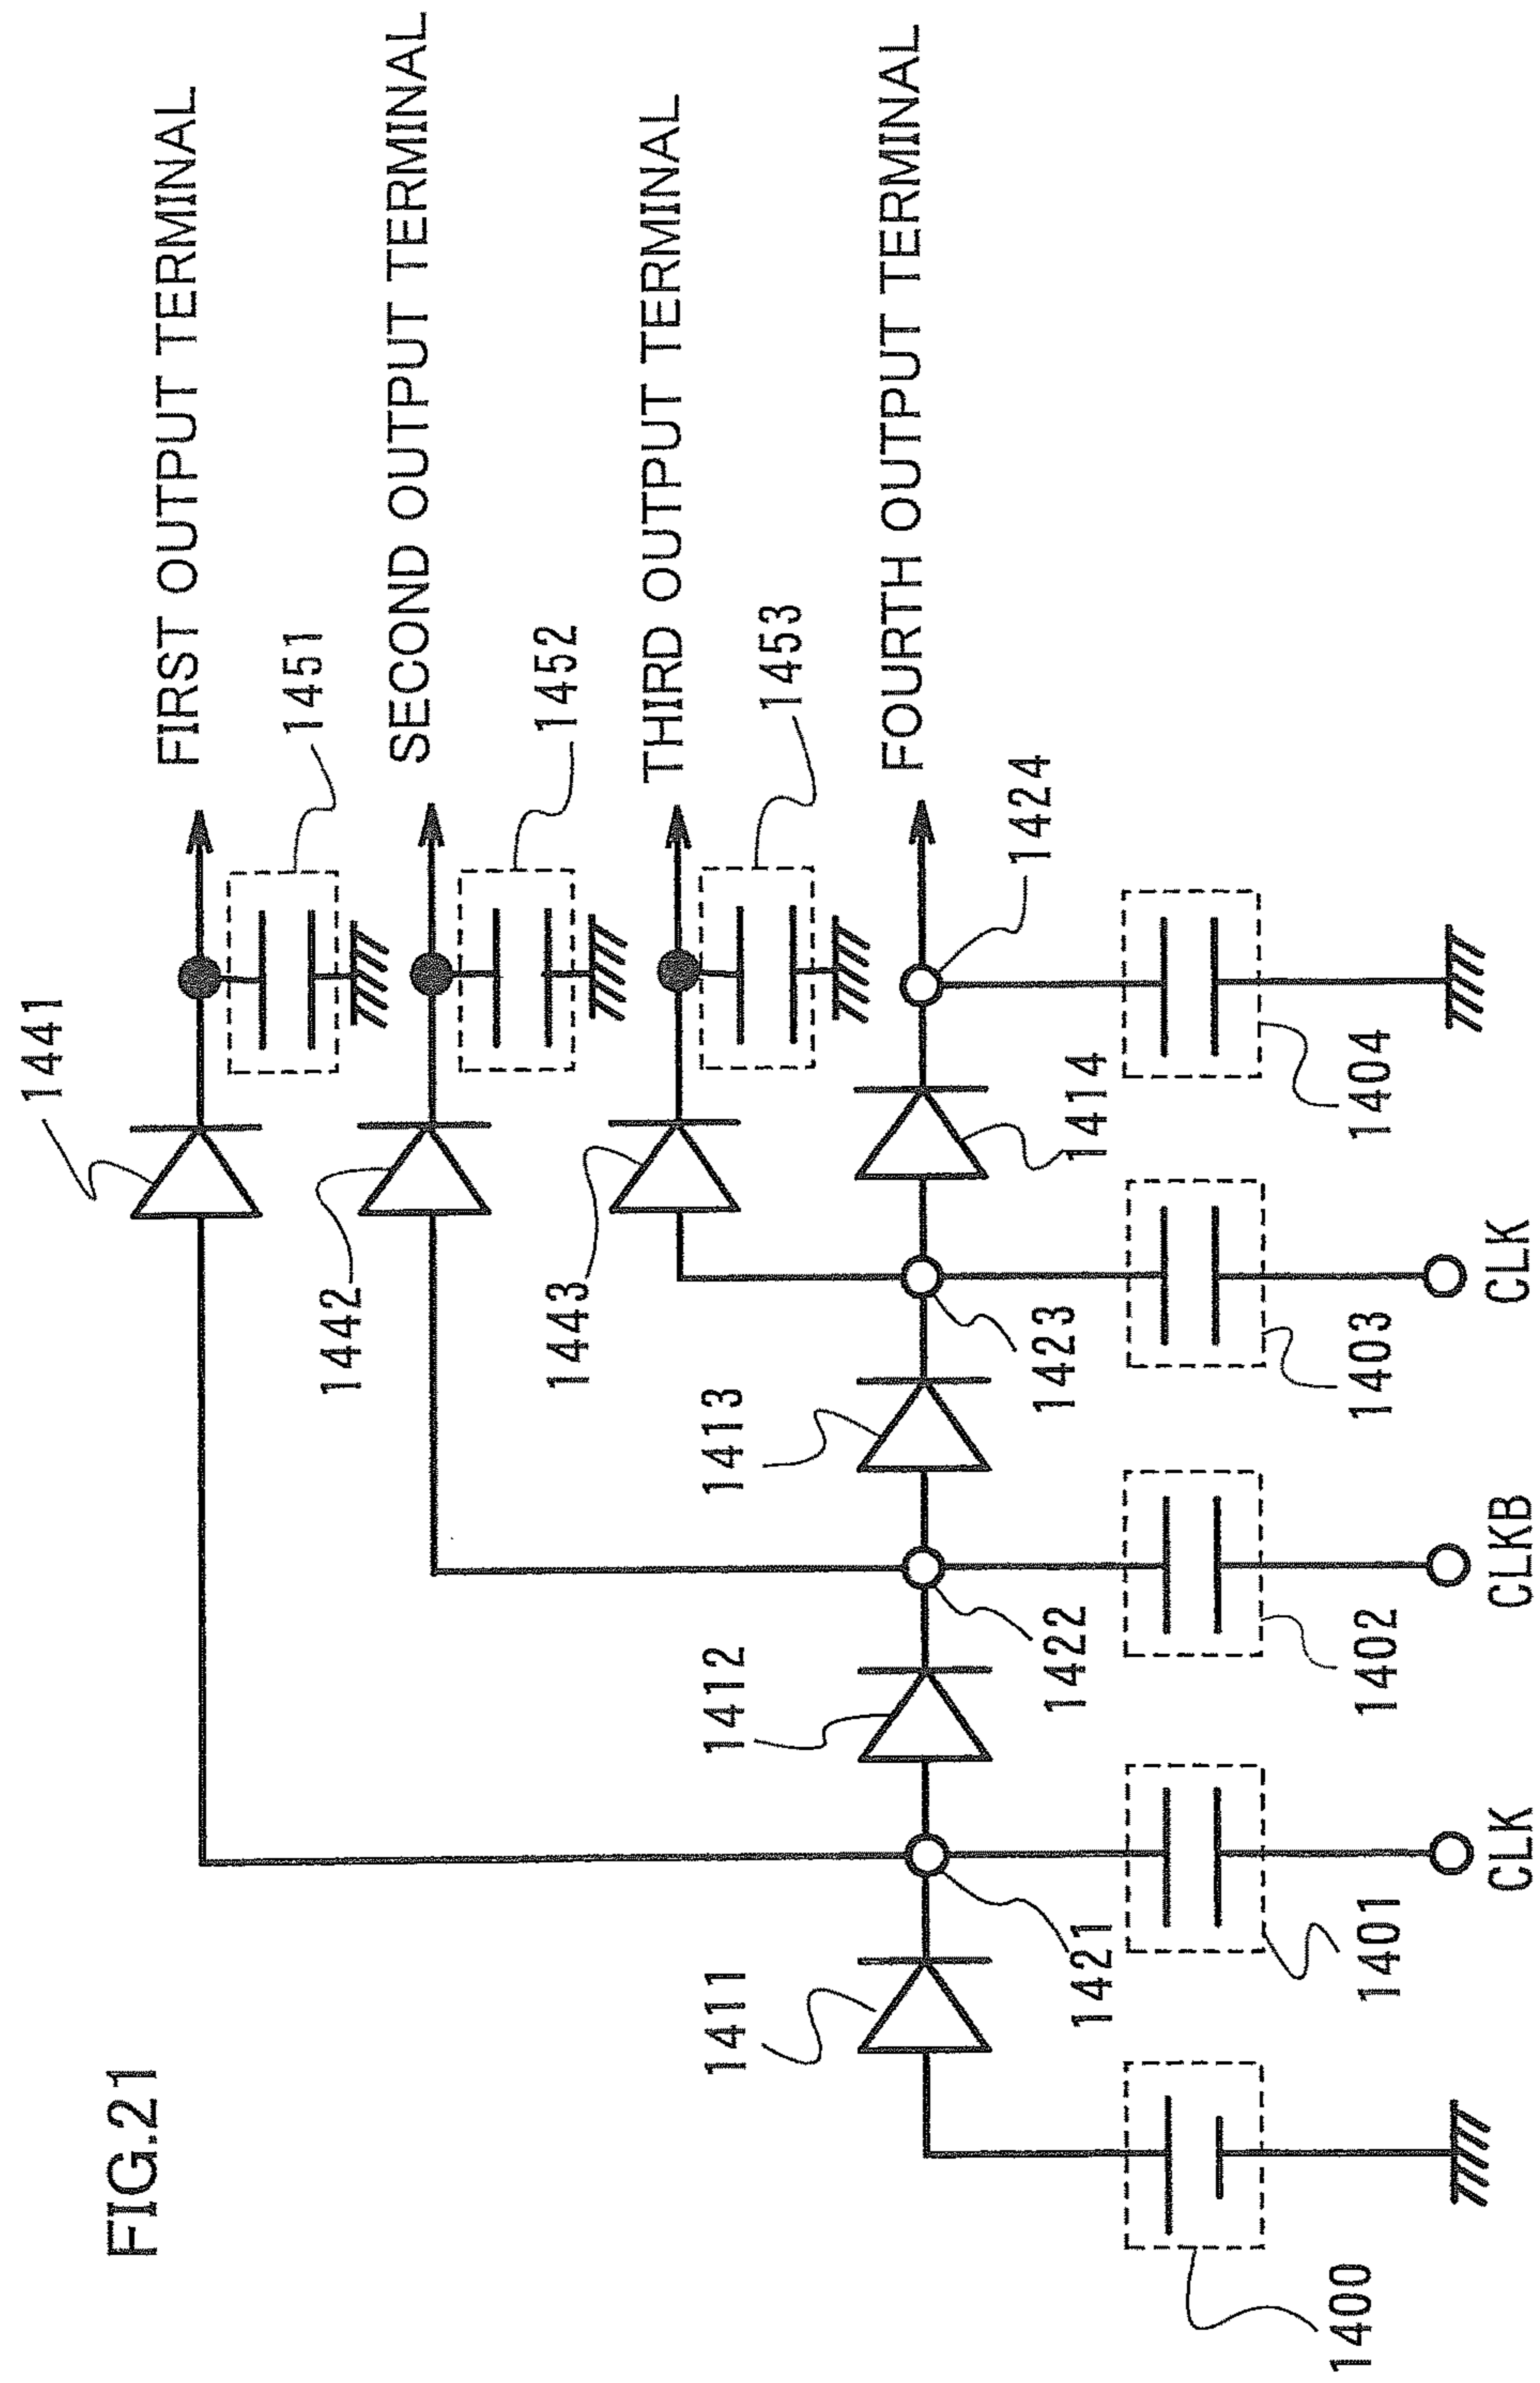 FIG.21
1441
FIRST OUTPUT TERMINAL
1451
1442
SECOND OUTPUT TERMINAL
1452
1443
THIRD OUTPUT TERMINAL
1453
1411
1412
1413
FOURTH OUTPUT TERMINAL
1421
1422
1423
1414
1424
1400
1401
1402
1403
1404
CLK
CLKB
CLK